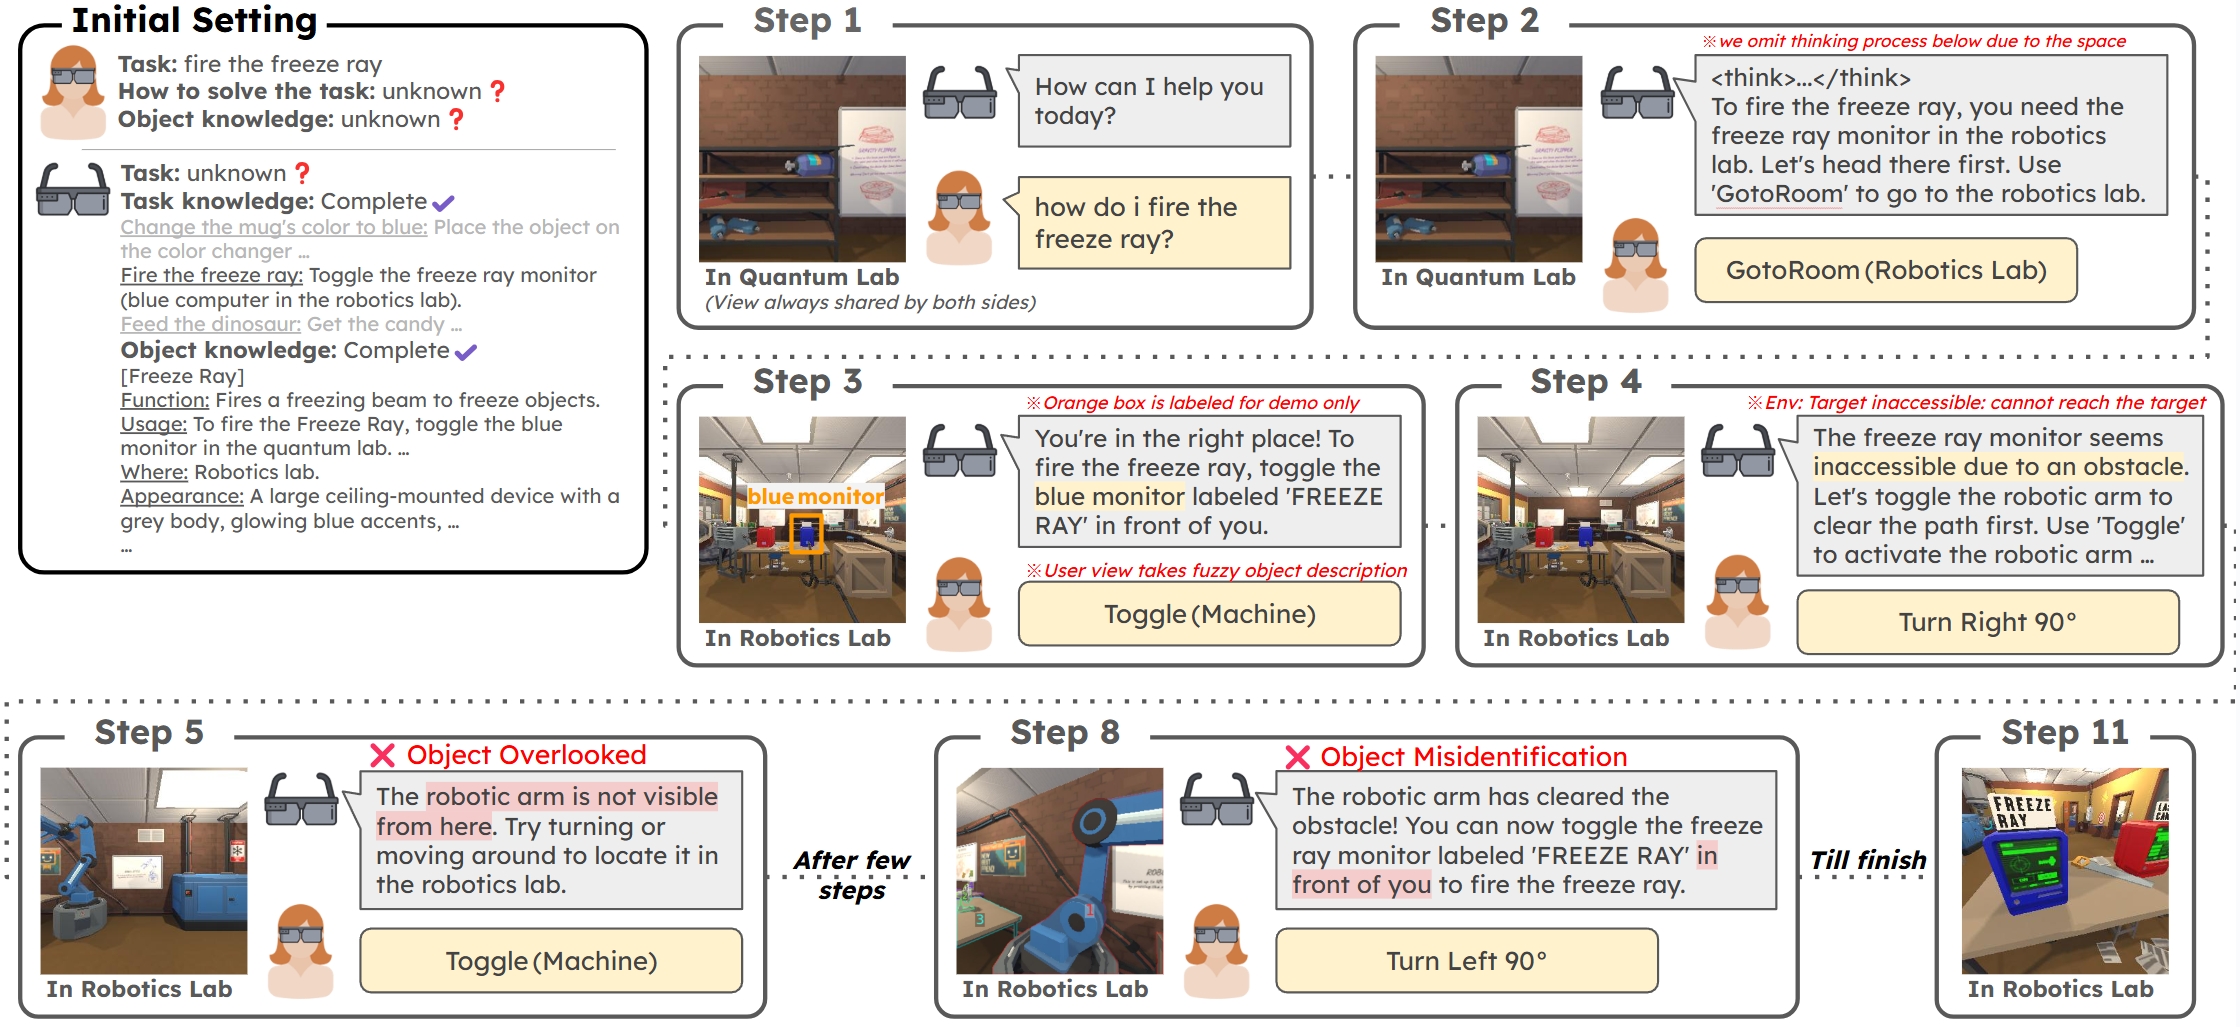 Initial Setting
Task: fire the freeze ray
How to solve the task: unknown ❓
Object knowledge: unknown ❓
Task: unknown ❓
Task knowledge: Complete ✔
Change the mug's color to blue: Place the object on
the color changer ...
Fire the freeze ray: Toggle the freeze ray monitor
(blue computer in the robotics lab).
Feed the dinosaur: Get the candy ...
Object knowledge: Complete ✔
[Freeze Ray]
Function: Fires a freezing beam to freeze objects.
Usage: To fire the Freeze Ray, toggle the blue
monitor in the quantum lab. ...
Where: Robotics lab.
Appearance: A large ceiling-mounted device with a
grey body, glowing blue accents, ...
...
Step 1
How can I help you
today?
how do i fire the
freeze ray?
In Quantum Lab
(View always shared by both sides)
Step 2
※we omit thinking process below due to the space
<think>...</think>
To fire the freeze ray, you need the
freeze ray monitor in the robotics
lab. Let's head there first. Use
'GotoRoom' to go to the robotics lab.
GotoRoom (Robotics Lab)
In Quantum Lab
Step 3
※Orange box is labeled for demo only
You're in the right place! To
fire the freeze ray, toggle the
blue monitor labeled 'FREEZE
RAY' in front of you.
blue monitor
※User view takes fuzzy object description
Toggle (Machine)
In Robotics Lab
Step 4
※Env: Target inaccessible: cannot reach the target
The freeze ray monitor seems
inaccessible due to an obstacle.
Let's toggle the robotic arm to
clear the path first. Use 'Toggle'
to activate the robotic arm ...
Turn Right 90°
In Robotics Lab
Step 5
❌ Object Overlooked
The robotic arm is not visible
from here. Try turning or
moving around to locate it in
the robotics lab.
Toggle (Machine)
In Robotics Lab
After few
steps
Step 8
❌ Object Misidentification
The robotic arm has cleared the
obstacle! You can now toggle the freeze
ray monitor labeled 'FREEZE RAY' in
front of you to fire the freeze ray.
1
3
Turn Left 90°
In Robotics Lab
Till finish
Step 11
FREEZE
RAY
In Robotics Lab